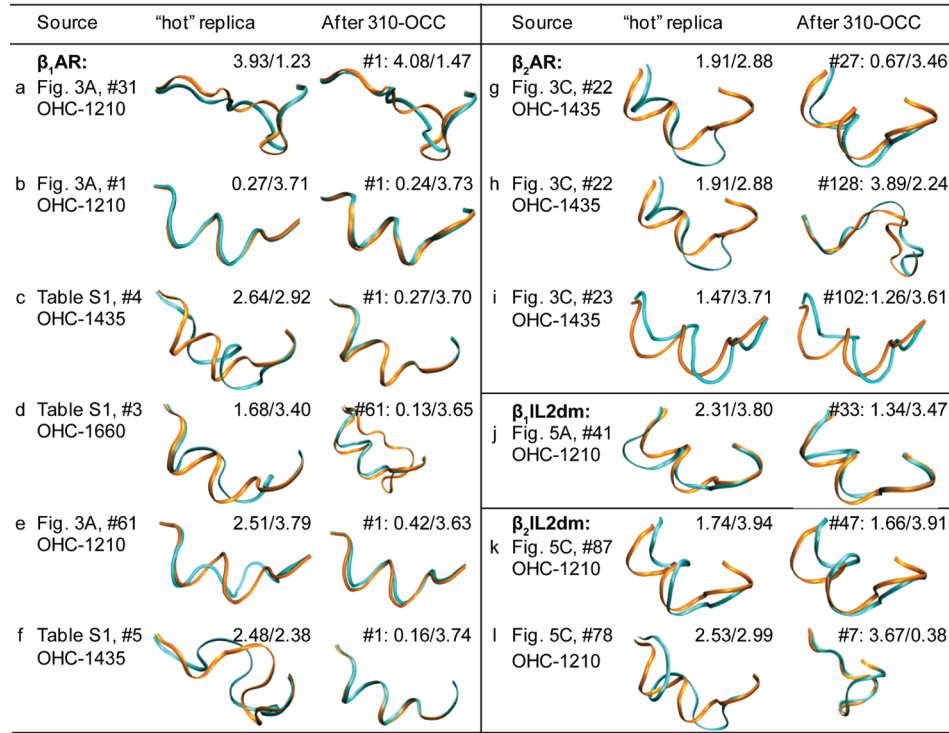 Source “hot” replica After 310-OCC
β1AR: 3.93/1.23 #1: 4.08/1.47
a Fig. 3A, #31
OHC-1210
b Fig. 3A, #1 0.27/3.71 #1: 0.24/3.73
OHC-1210
c Table S1, #4 2.64/2.92 #1: 0.27/3.70
OHC-1435
d Table S1, #3 1.68/3.40 #61: 0.13/3.65
OHC-1660
e Fig. 3A, #61 2.51/3.79 #1: 0.42/3.63
OHC-1210
f Table S1, #5 2.48/2.38 #1: 0.16/3.74
OHC-1435
Source “hot” replica After 310-OCC
β2AR: 1.91/2.88 #27: 0.67/3.46
g Fig. 3C, #22
OHC-1435
h Fig. 3C, #22 1.91/2.88 #128: 3.89/2.24
OHC-1435
i Fig. 3C, #23 1.47/3.71 #102:1.26/3.61
OHC-1435
β1IL2dm: 2.31/3.80 #33: 1.34/3.47
j Fig. 5A, #41
OHC-1210
β2IL2dm: 1.74/3.94 #47: 1.66/3.91
k Fig. 5C, #87
OHC-1210
l Fig. 5C, #78 2.53/2.99 #7: 3.67/0.38
OHC-1210